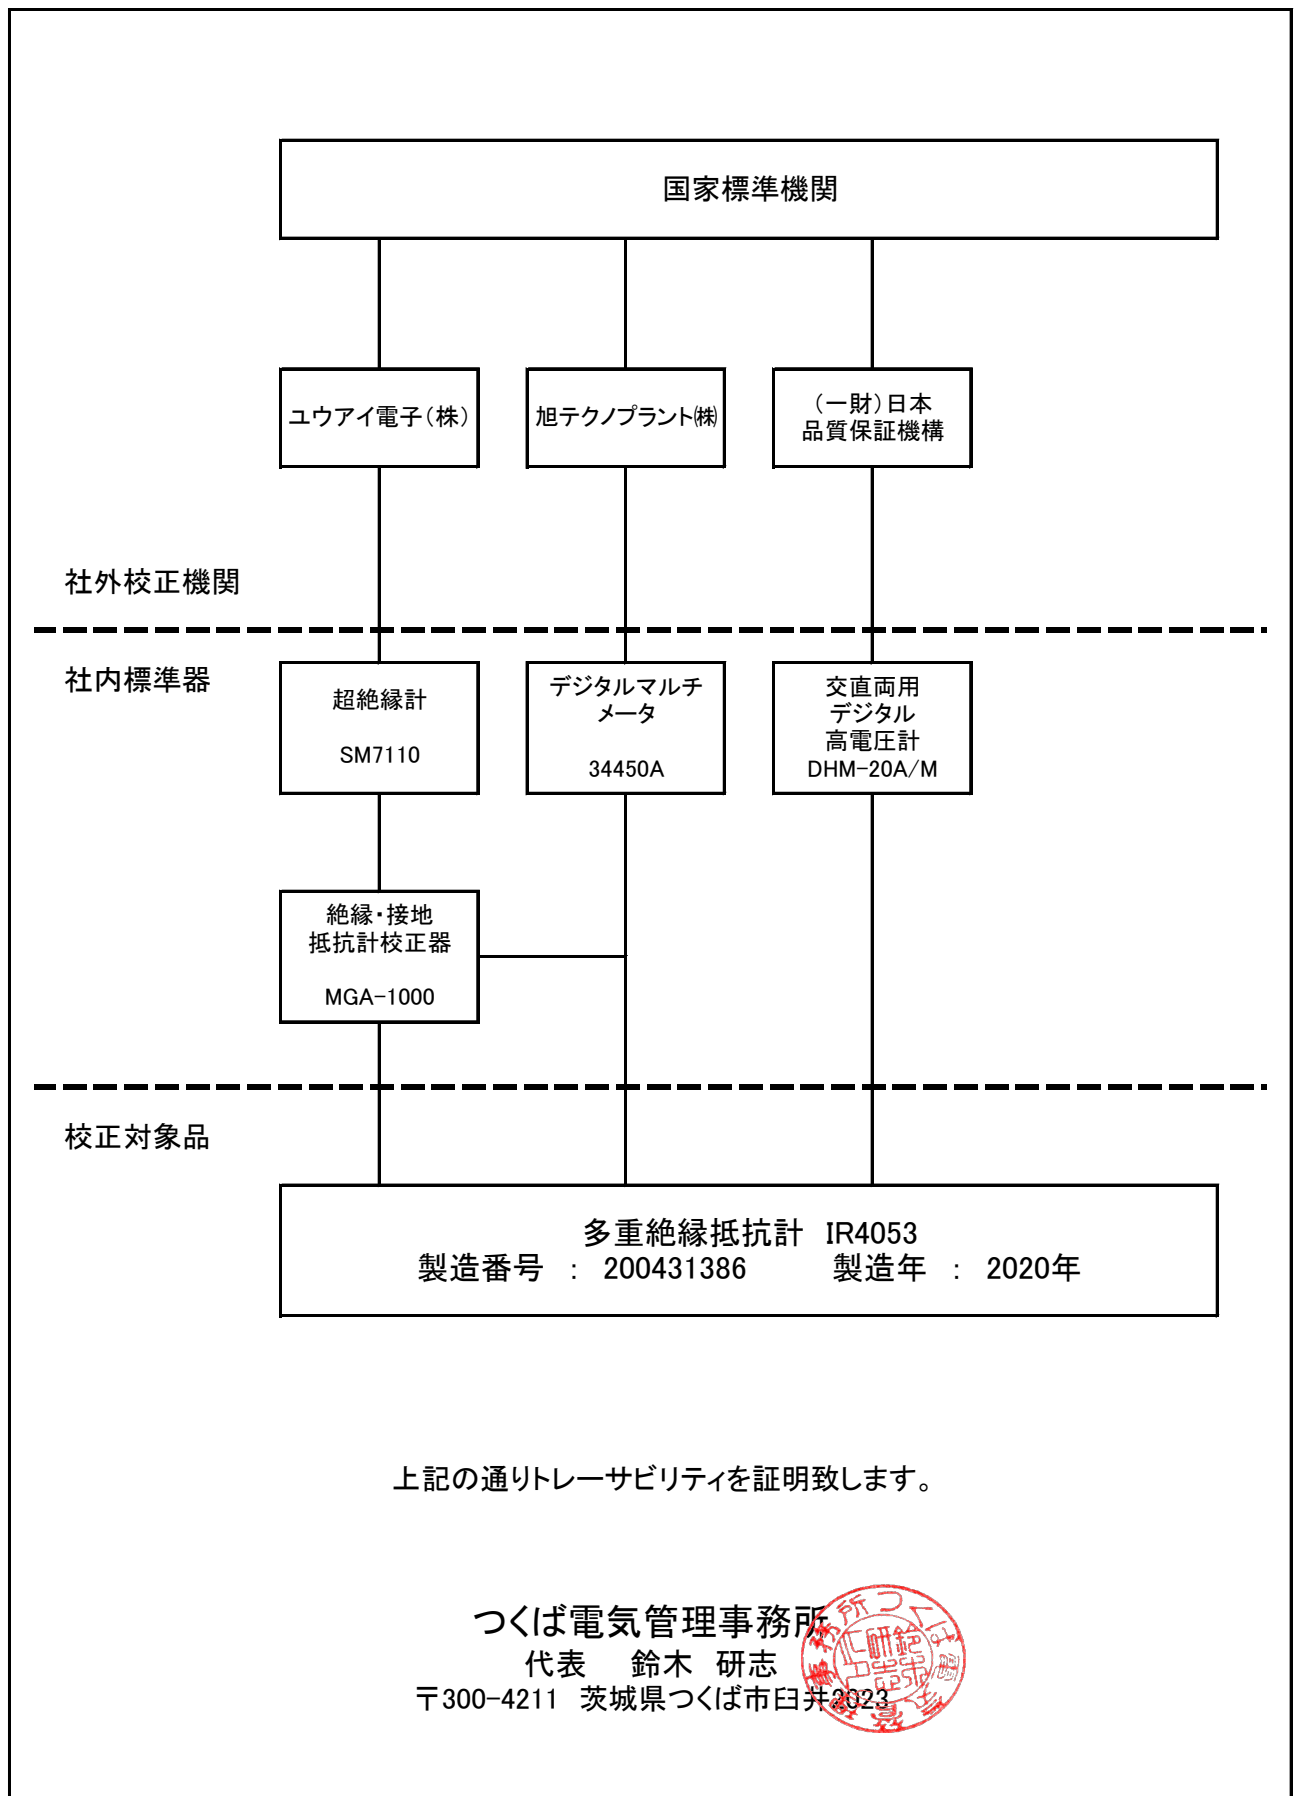 国家標準機関
ユウアイ電子（株）
旭テクノプラント㈱
（一財）日本
品質保証機構
社外校正機関
社内標準器
超絶縁計
SM7110
デジタルマルチ
メータ
34450A
交直両用
デジタル
高電圧計
DHM-20A/M
絶縁・接地
抵抗計校正器
MGA-1000
校正対象品
多重絶縁抵抗計　IR4053
製造番号　：　200431386　　製造年　：　2020年
上記の通りトレーサビリティを証明致します。
つくば電気管理事務所
代表　鈴木　研志
〒300-4211　茨城県つくば市臼井2023